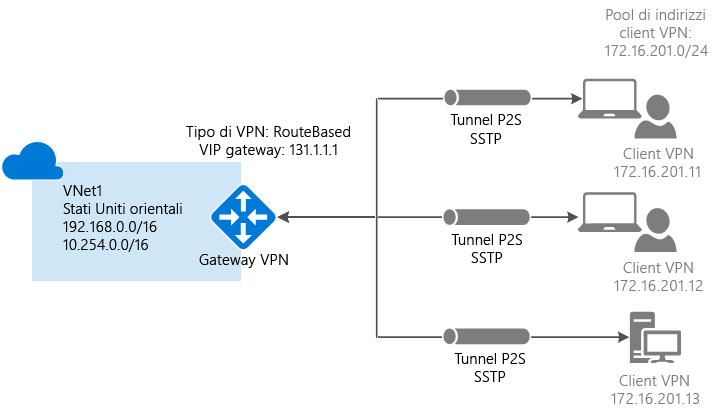 Pool di indirizzi
client VPN:
172.16.201.0/24
Tunnel P2S
SSTP
Client VPN
172.16.201.11
Tipo di VPN: RouteBased
VIP gateway: 131.1.1.1
VNet1
Stati Uniti orientali
192.168.0.0/16
10.254.0.0/16
Gateway VPN
Tunnel P2S
SSTP
Client VPN
172.16.201.12
Tunnel P2S
SSTP
Client VPN
172.16.201.13